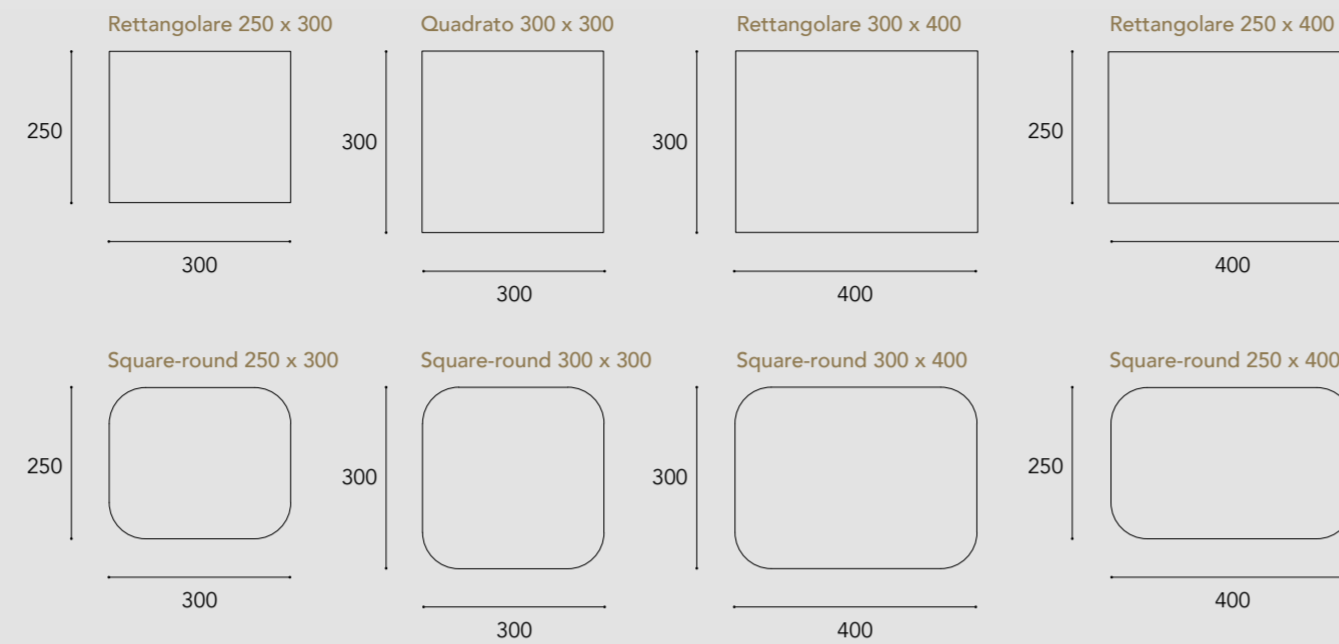 Rettangolare 250 x 300
Quadrato 300 x 300
Rettangolare 300 x 400
Rettangolare 250 x 400
250
300
300
250
300
400
300
400
Square-round 250 x 300
Square-round 300 x 300
Square-round 300 x 400
Square-round 250 x 400
250
300
300
250
300
400
300
400